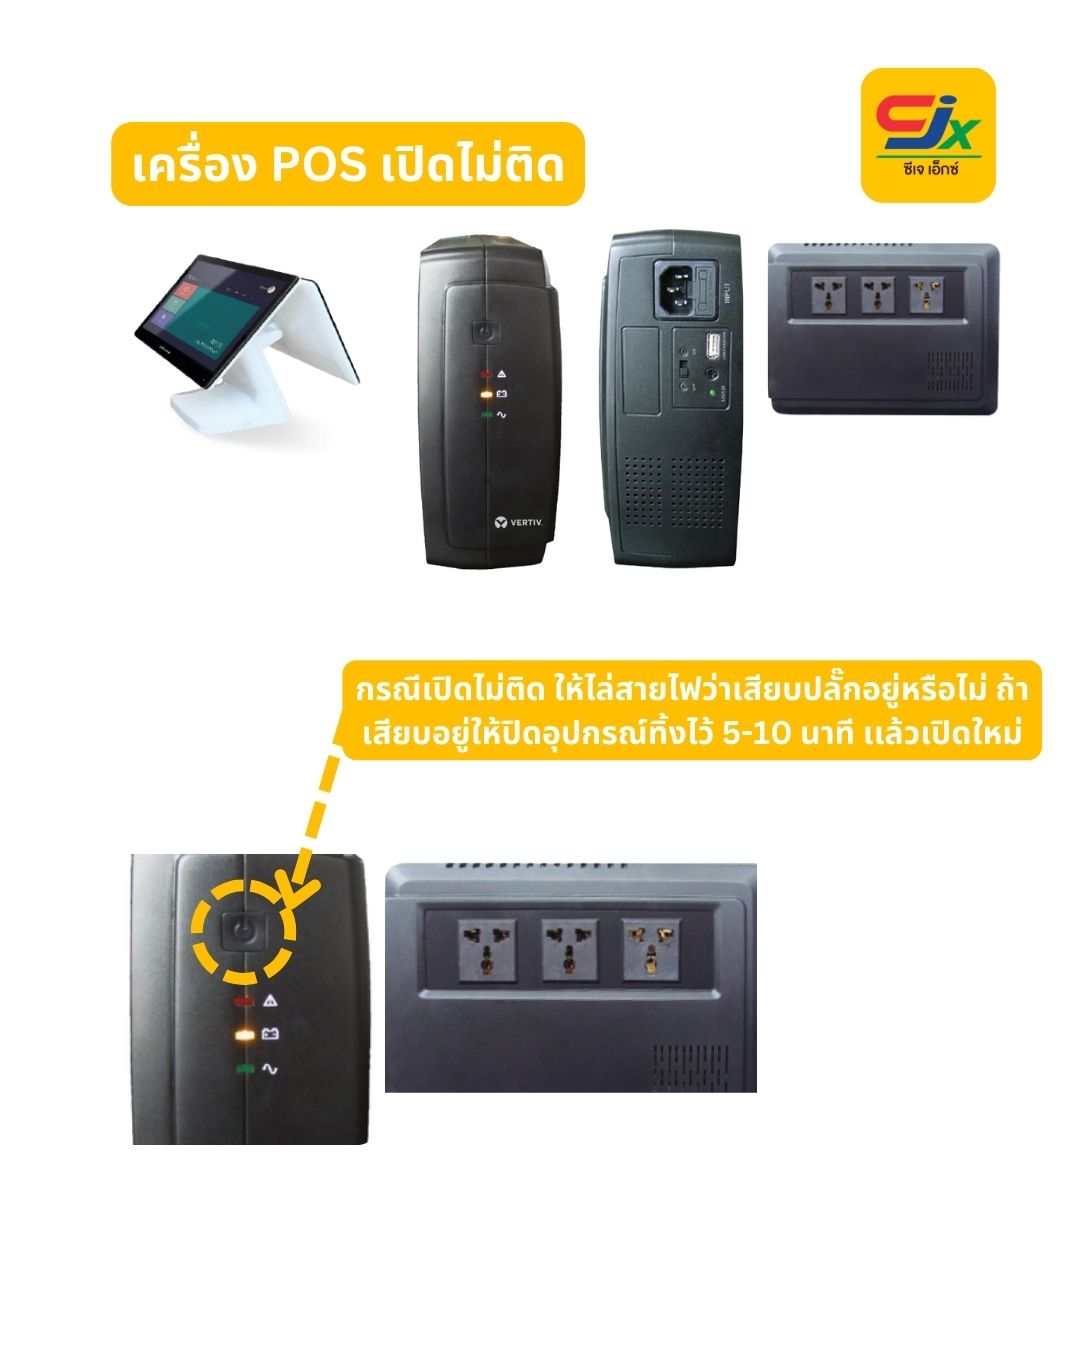 CJX
ซีเจ เอ็กซ์
เครื่อง POS เปิดไม่ติด
INPUT
VERTIV.
กรณีเปิดไม่ติด ให้ไล่สายไฟว่าเสียบปลั๊กอยู่หรือไม่ ถ้า
เสียบอยู่ให้ปิดอุปกรณ์ทิ้งไว้ 5-10 นาที แล้วเปิดใหม่